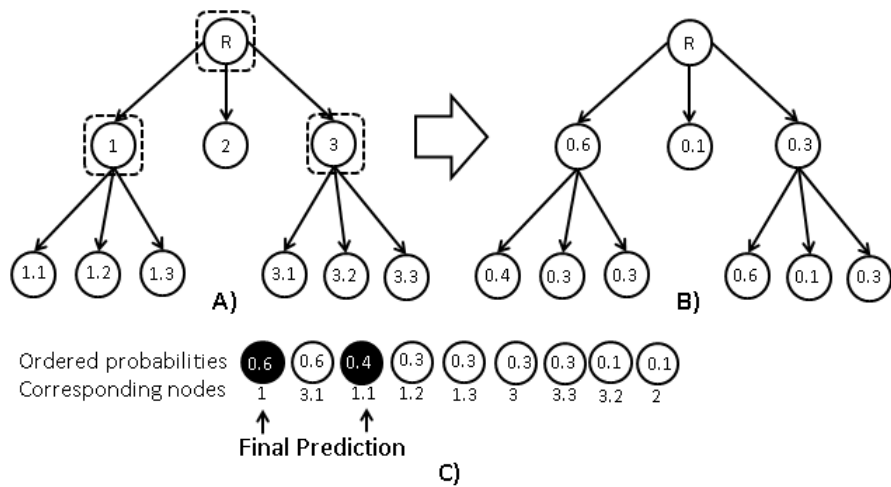 R
R
1
2
3
0.6
0.1
0.3
1.1
1.2
1.3
3.1
3.2
3.3
0.4
0.3
0.3
0.6
0.1
0.3
A)
B)
Ordered probabilities 0.6 0.6 0.4 0.3 0.3 0.3 0.3 0.1 0.1
Corresponding nodes 1 3.1 1.1 1.2 1.3 3 3.3 3.2 2
Final Prediction
C)